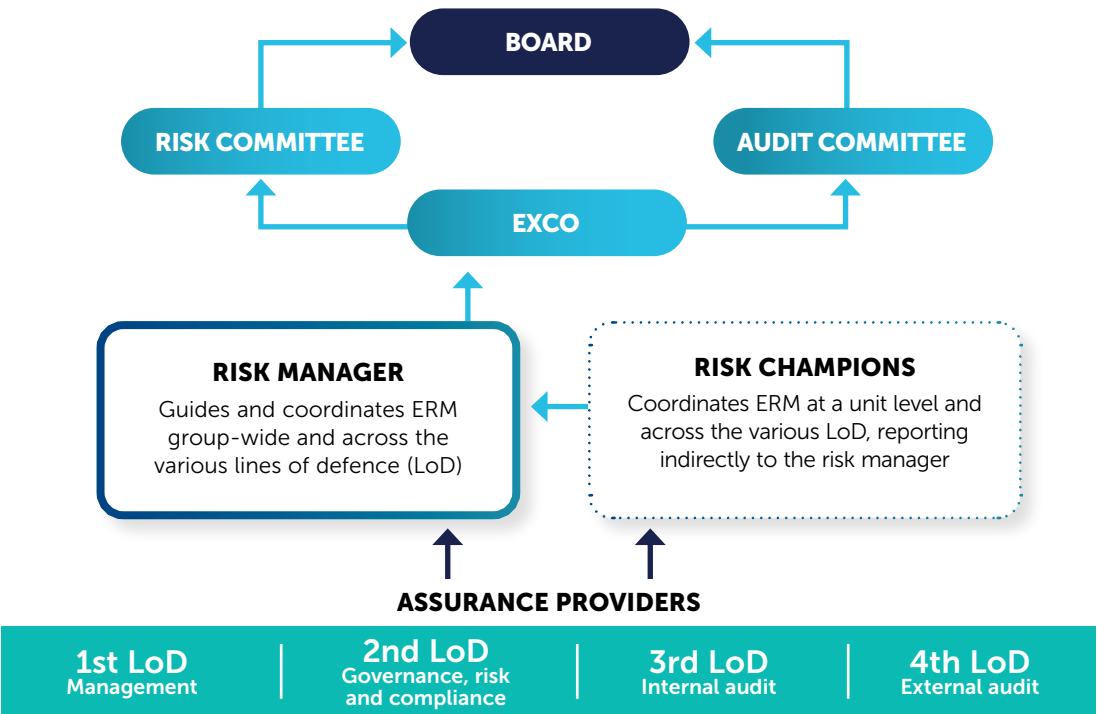 BOARD
RISK COMMITTEE
AUDIT COMMITTEE
EXCO
RISK MANAGER
Guides and coordinates ERM
group-wide and across the
various lines of defence (LoD)
RISK CHAMPIONS
Coordinates ERM at a unit level and
across the various LoD, reporting
indirectly to the risk manager
ASSURANCE PROVIDERS
1st LoD
Management
2nd LoD
Governance, risk
and compliance
3rd LoD
Internal audit
4th LoD
External audit